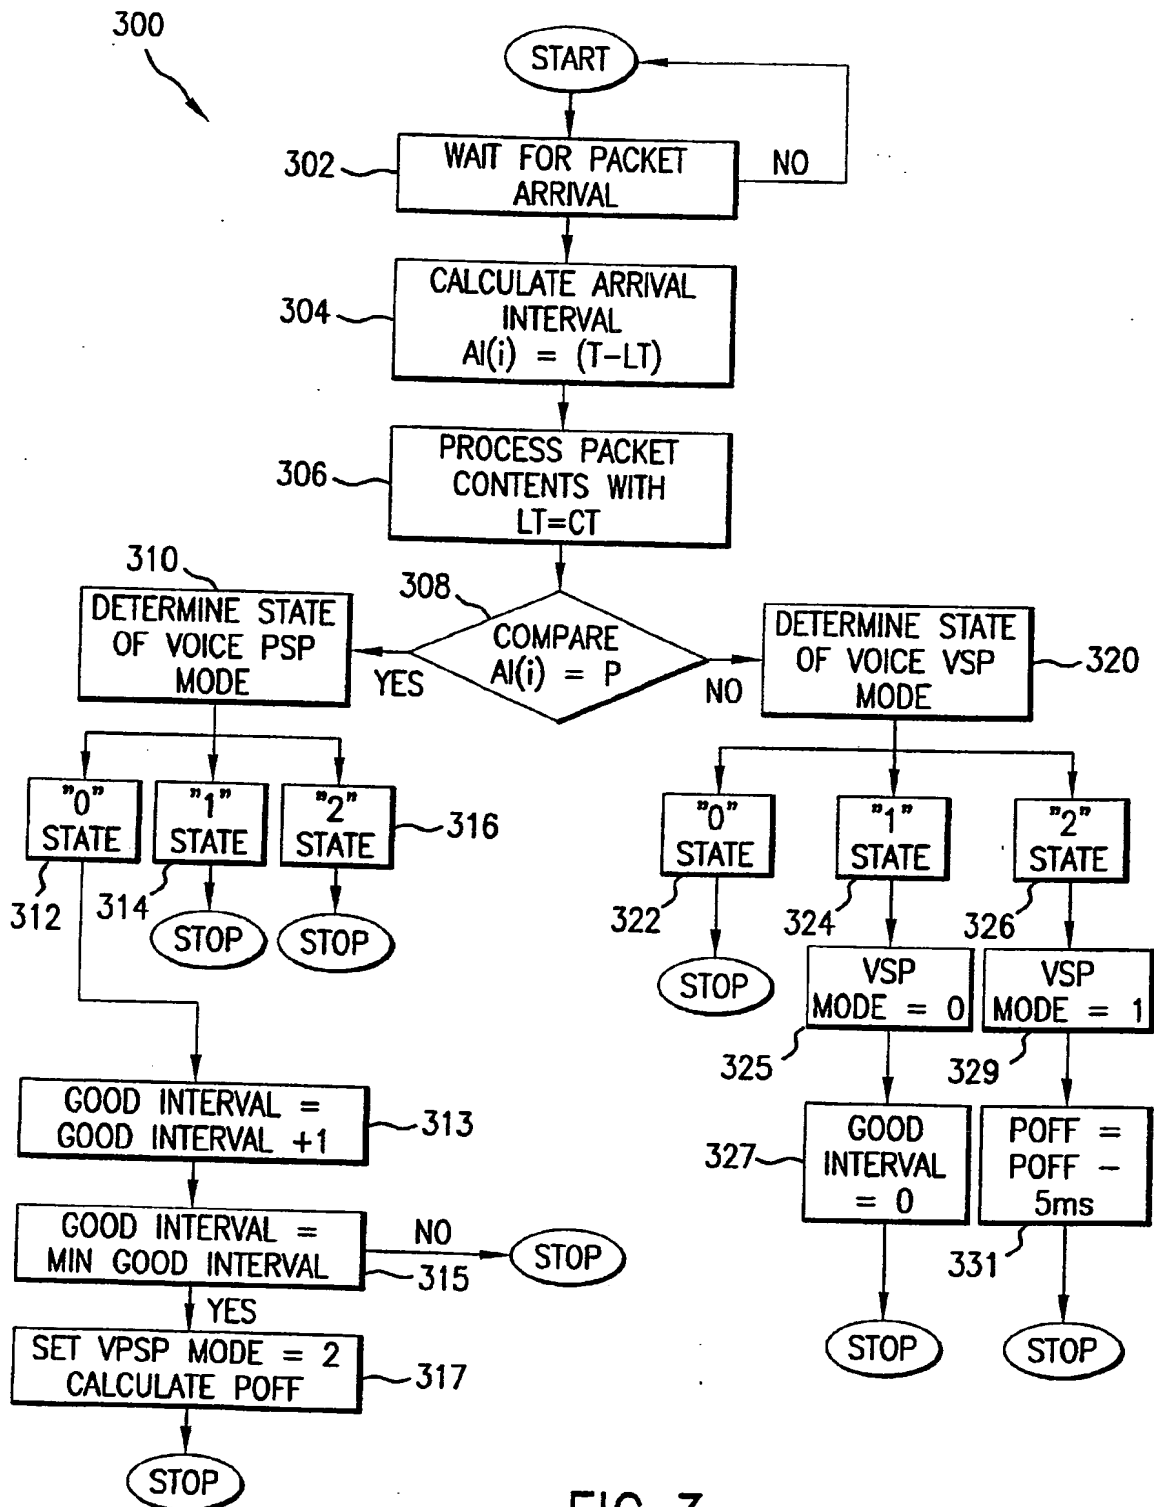 300
START
302
WAIT FOR PACKET
ARRIVAL
NO
304
CALCULATE ARRIVAL
INTERVAL
AI(i) = (T-LT)
306
PROCESS PACKET
CONTENTS WITH
LT=CT
308
COMPARE
AI(i) = P
YES
NO
310
DETERMINE STATE
OF VOICE PSP
MODE
DETERMINE STATE
OF VOICE VSP
MODE
320
"0"
STATE
312
"1"
STATE
314
"2"
STATE
316
STOP
STOP
"0"
STATE
322
"1"
STATE
324
"2"
STATE
326
STOP
VSP
MODE = 0
325
VSP
MODE = 1
329
GOOD INTERVAL =
GOOD INTERVAL +1
313
327
GOOD
INTERVAL
= 0
POFF =
POFF -
5ms
331
GOOD INTERVAL =
MIN GOOD INTERVAL
315
NO
STOP
YES
SET VPSP MODE = 2
CALCULATE POFF
317
STOP
STOP
STOP
FIG. 3